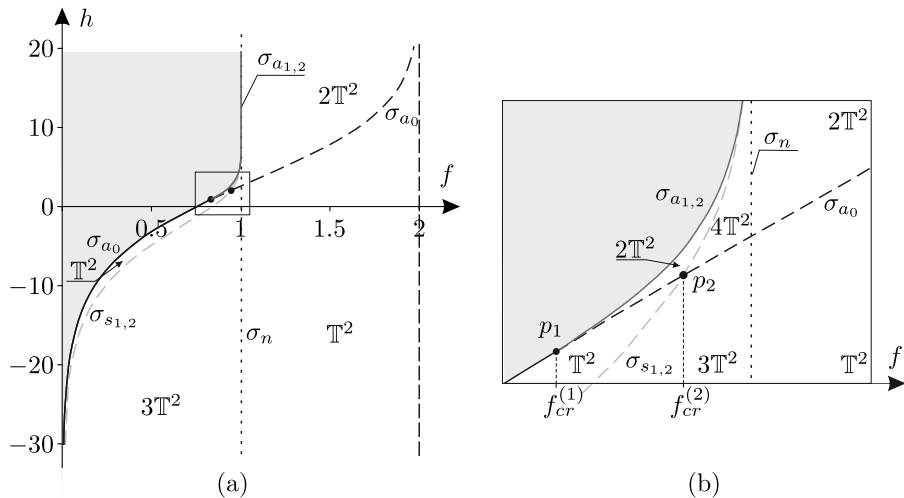 h
20
σ_{a_{1,2}}
2𝕋²
σ_{a_0}
10
f
0
0.5
1
1.5
2
σ_{a_0}
𝕋²
−10
σ_{s_{1,2}}
σ_n
𝕋²
−20
3𝕋²
−30
(a)
2𝕋²
σ_n
σ_{a_{1,2}}
σ_{a_0}
4𝕋²
2𝕋²
p_2
p_1
𝕋²
σ_{s_{1,2}}
3𝕋²
𝕋²
f
f_{cr}^{(1)}
f_{cr}^{(2)}
(b)